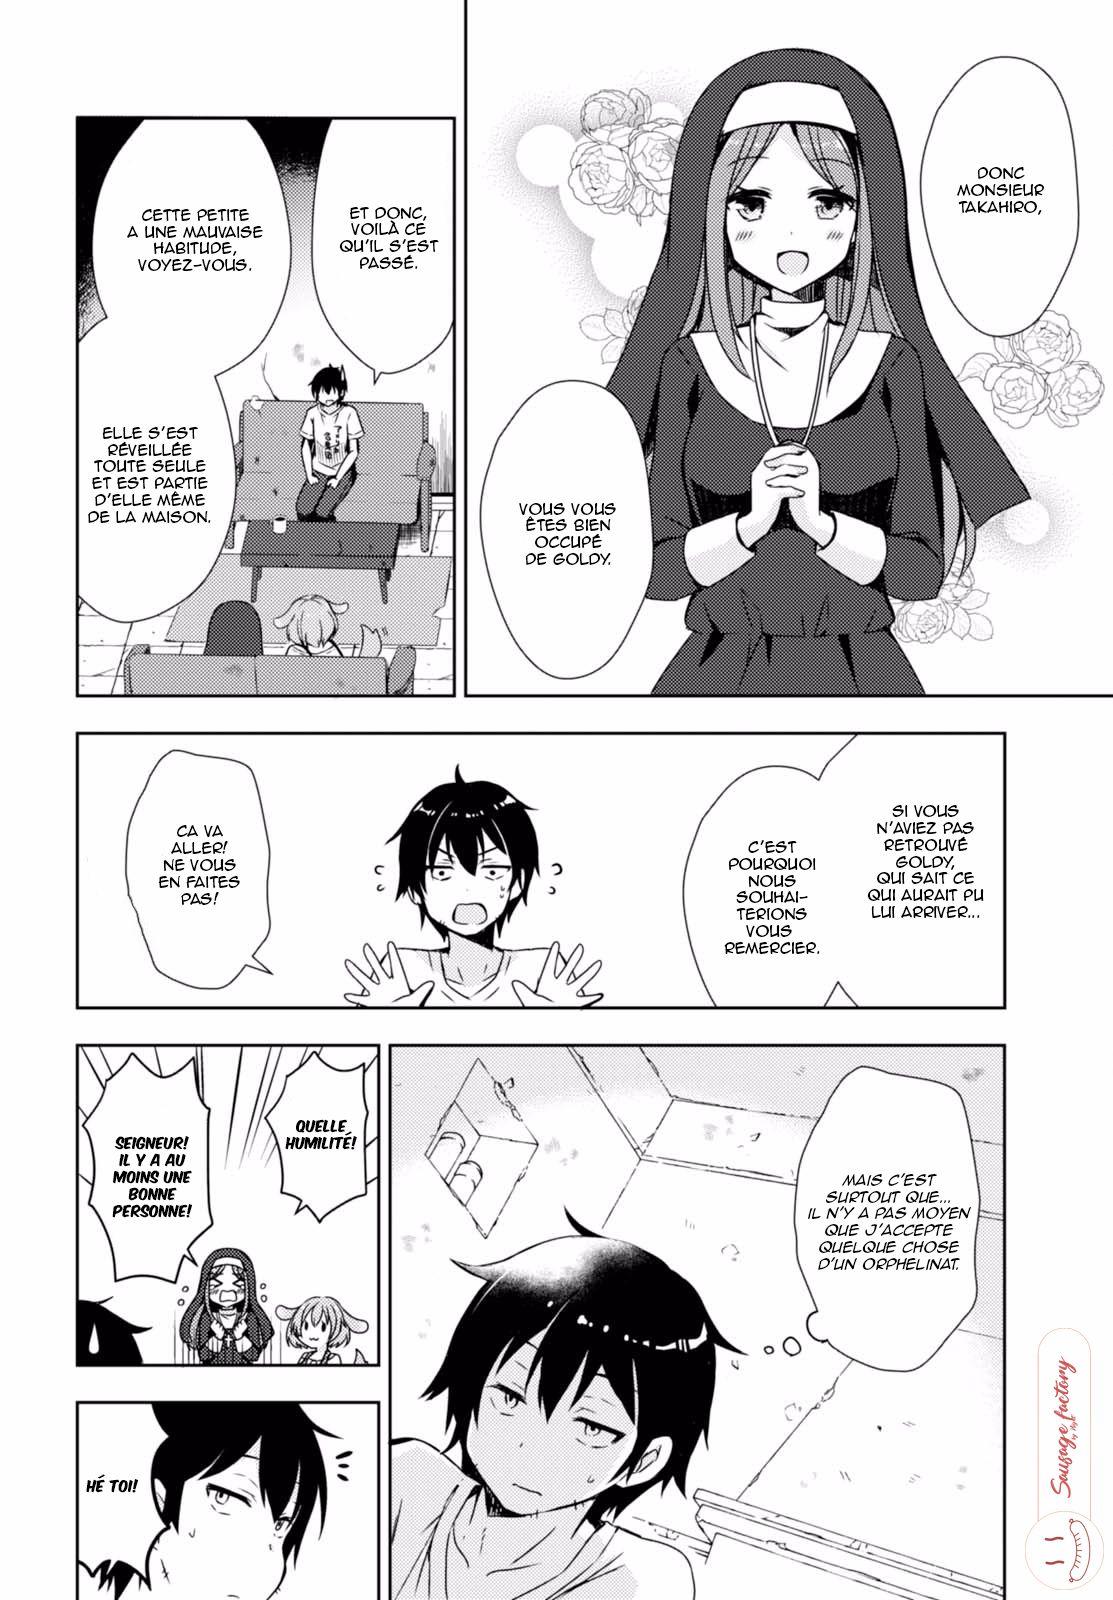 DONC
MONSIEUR
TAKAHIRO,
VOUS VOUS
ÊTES BIEN
OCCUPÉ
DE GOLDY.
ET DONC,
VOILÀ CE
QU'IL S'EST
PASSÉ.
CETTE PETITE
A UNE MAUVAISE
HABITUDE,
VOYEZ-VOUS.
ELLE S'EST
RÉVEILLÉE
TOUTE SEULE
ET EST PARTIE
D'ELLE MÊME
DE LA MAISON.
SI VOUS
N'AVIEZ PAS
RETROUVÉ
GOLDY,
QUI SAIT CE
QUI AURAIT PU
LUI ARRIVER...
C'EST
POURQUOI
NOUS
SOUHAI-
TERIONS
VOUS
REMERCIER.
CA VA
ALLER!
NE VOUS
EN FAITES
PAS!
MAIS C'EST
SURTOUT QUE...
IL N'Y A PAS MOYEN
QUE J'ACCEPTE
QUELQUE CHOSE
D'UN ORPHELINAT.
QUELLE
HUMILITÉ!
SEIGNEUR!
IL Y A AU
MOINS UNE
BONNE
PERSONNE!
HÉ TOI!
Sausage factory